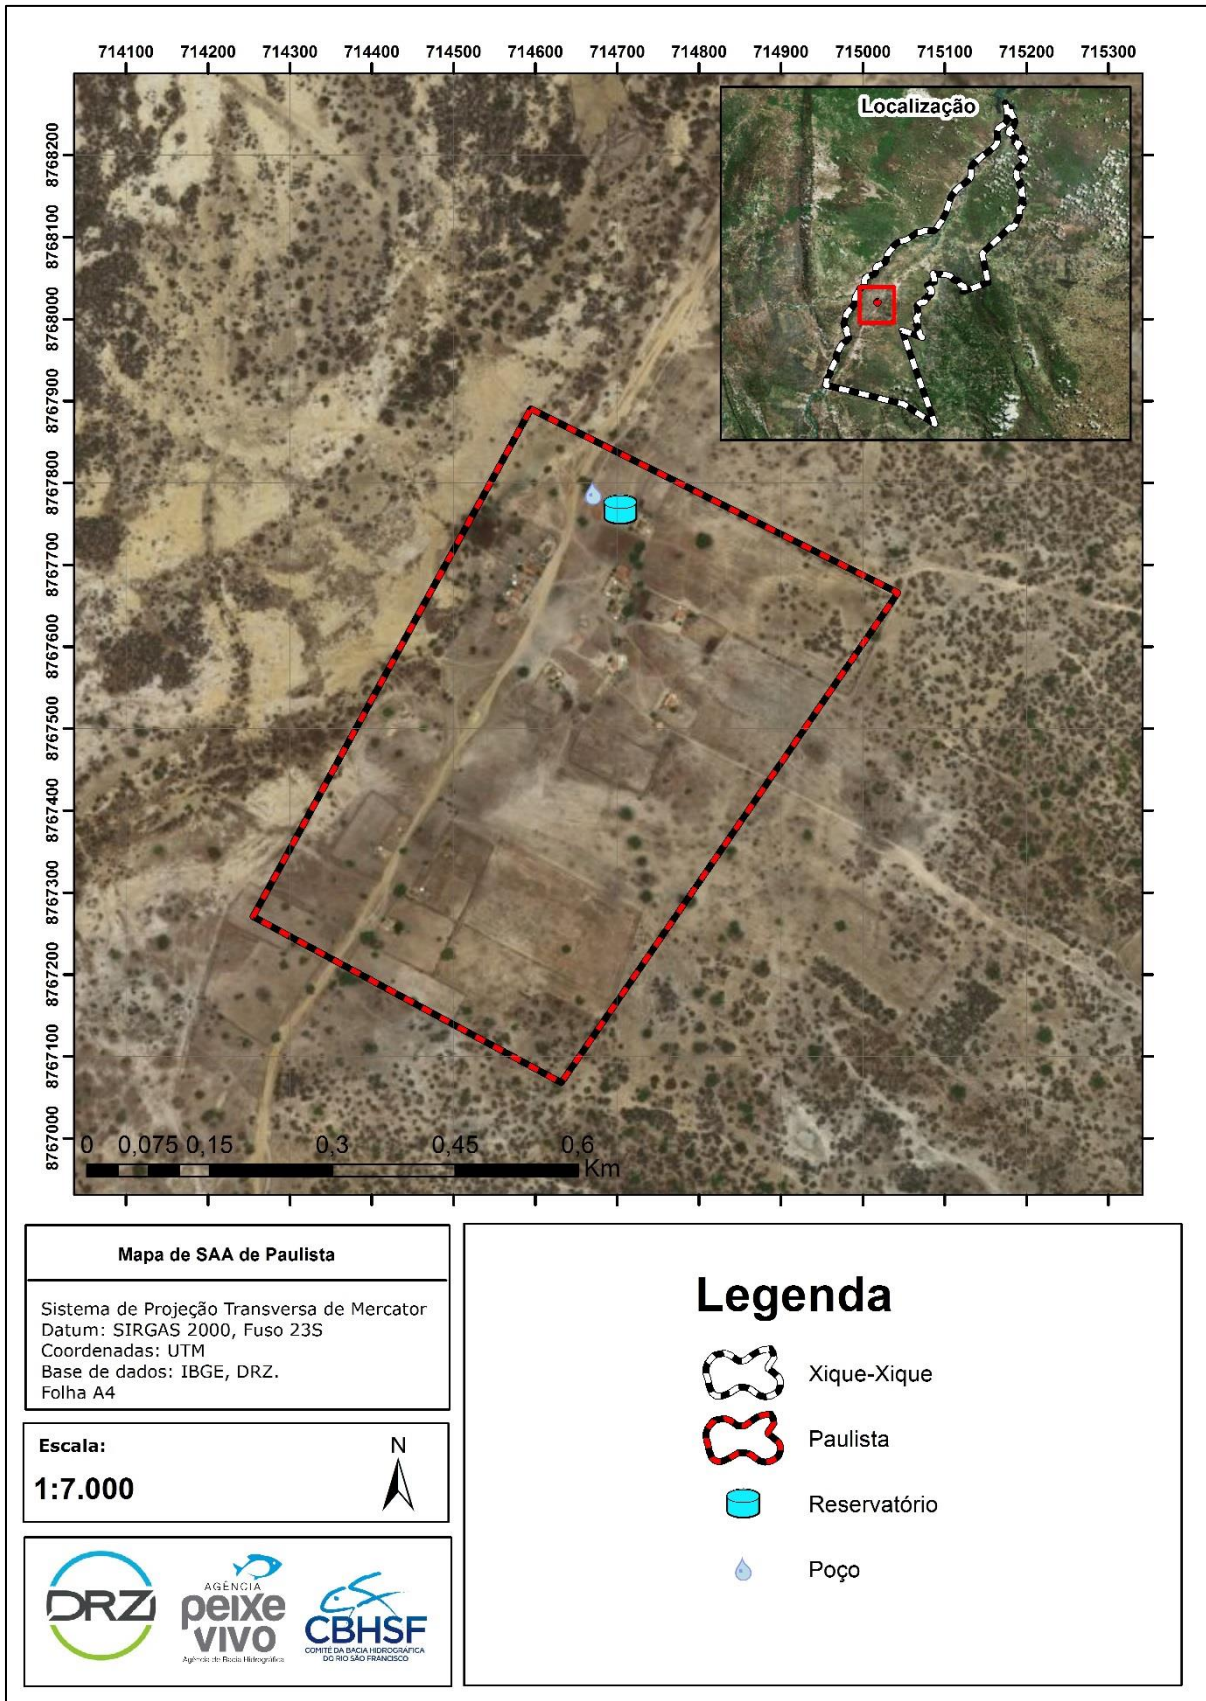 714100 714200 714300 714400 714500 714600 714700 714800 714900 715000 715100 715200 715300
Localização
8768200
8768100
8768000
8767900
8767800
8767700
8767600
8767500
8767400
8767300
8767200
8767100
8767000
0 0,075 0,15 0,3 0,45 0,6
Km
Mapa de SAA de Paulista
Sistema de Projeção Transversa de Mercator
Datum: SIRGAS 2000, Fuso 23S
Coordenadas: UTM
Base de dados: IBGE, DRZ.
Folha A4
Escala:
1:7.000
N
DRZ
AGÊNCIA
peixe
vivo
Agência de Bacia Hidrográfica
CBHSF
COMITÊ DA BACIA HIDROGRÁFICA
DO RIO SÃO FRANCISCO
Legenda
Xique-Xique
Paulista
Reservatório
Poço